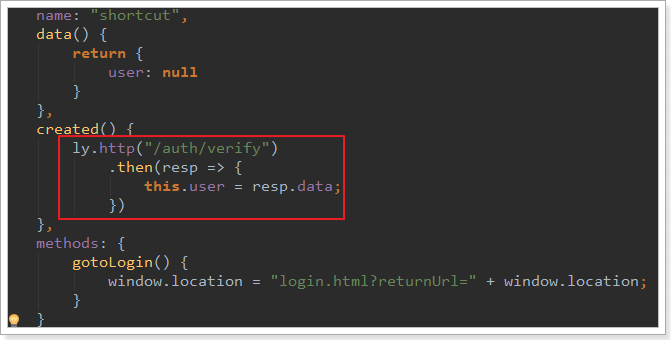 name: "shortcut",
data() {
return {
user: null
}
},
created() {
ly.http("/auth/verify")
.then(resp => {
this.user = resp.data;
})
},
methods: {
gotoLogin() {
window.location = "login.html?returnUrl=" + window.location;
}
}